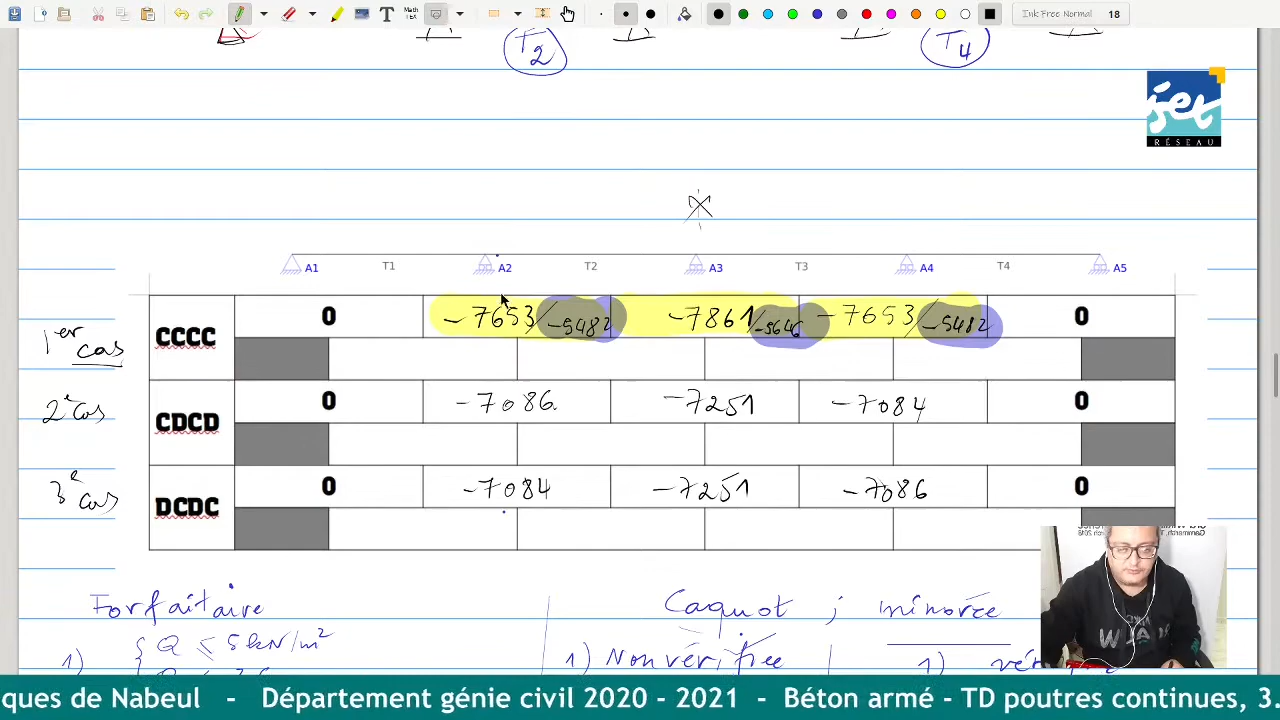 Ink Free Normal 18
T2 T4
iset
RÉSEAU
A1 T1 A2 T2 A3 T3 A4 T4 A5
1er cas CCCC 0 -7653/-5482 -7861/-5646 -7653/-5482 0
2e cas CDCD 0 -7086. -7251 -7084 0
3e cas DCDC 0 -7084 -7251 -7086 0
Forfaitaire Caquot ; minorée
1) Q ≤ 5kN/m² 1) Non vérifiée 1)
ques de Nabeul - Département génie civil 2020 - 2021 - Béton armé - TD poutres continues, 3.